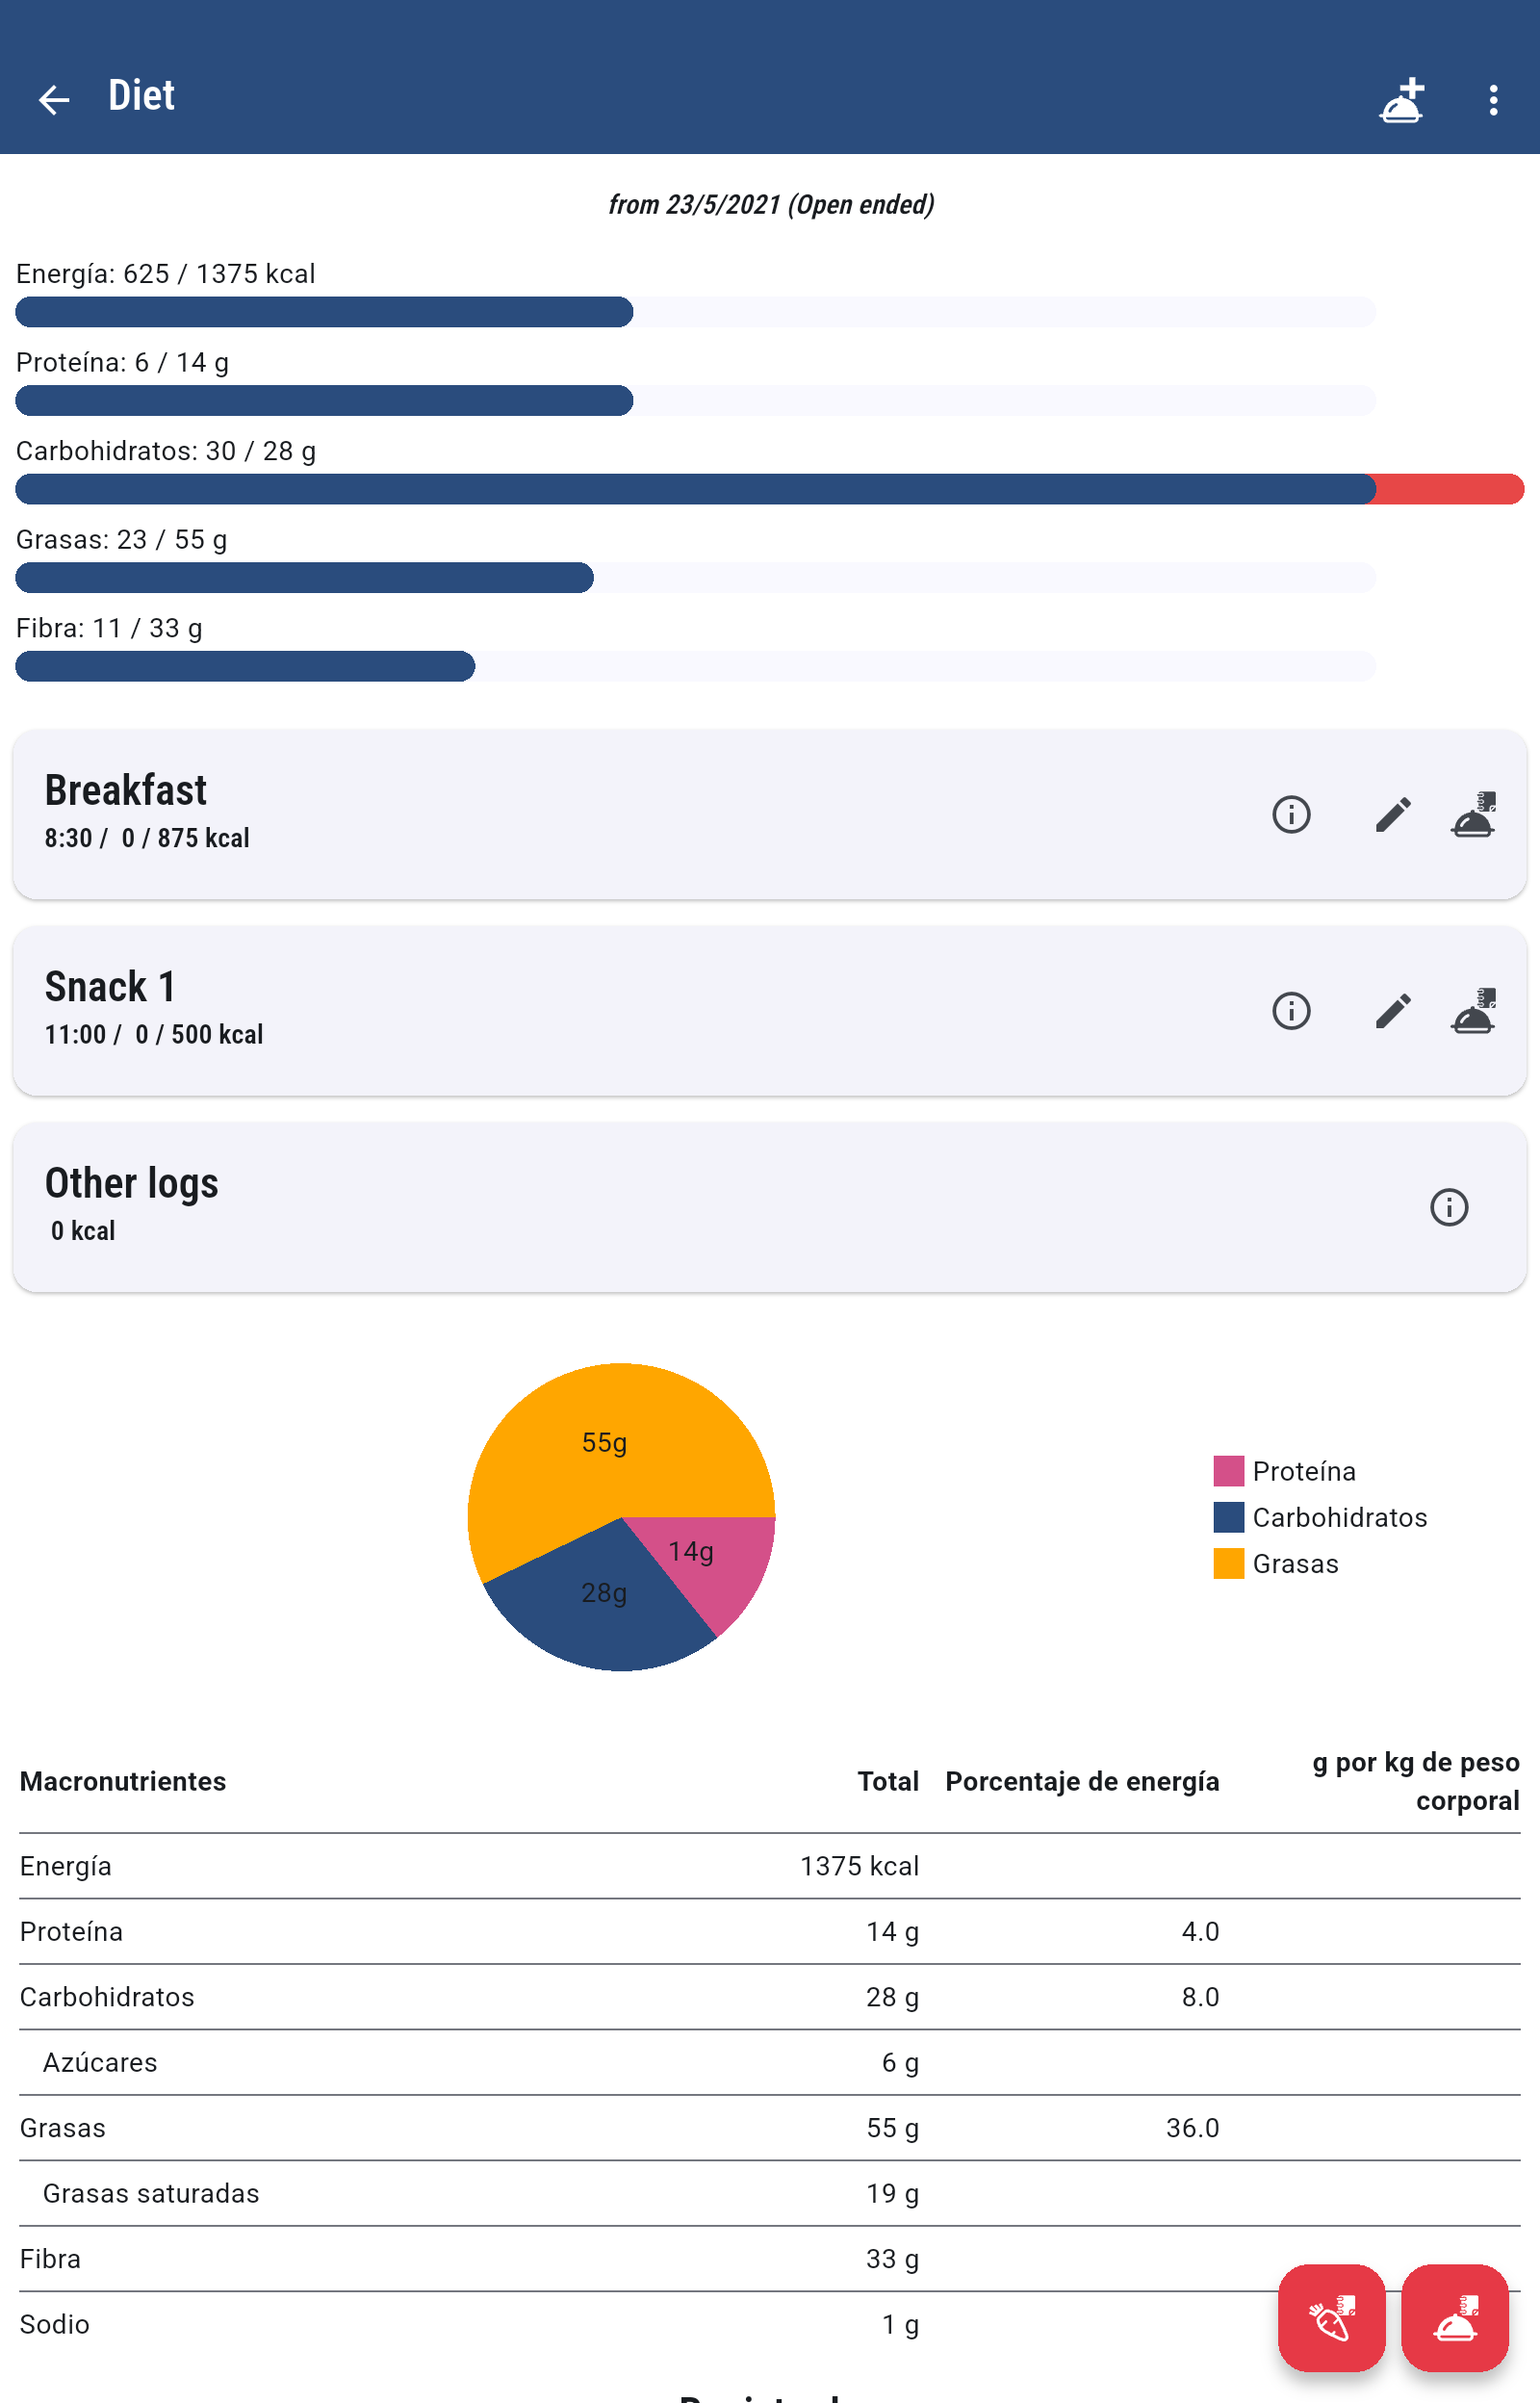 Diet
from 23/5/2021 (Open ended)
Energía: 625 / 1375 kcal
Proteína: 6 / 14 g
Carbohidratos: 30 / 28 g
Grasas: 23 / 55 g
Fibra: 11 / 33 g
Breakfast
8:30 / 0 / 875 kcal
Snack 1
11:00 / 0 / 500 kcal
Other logs
0 kcal
55g
14g
28g
Proteína
Carbohidratos
Grasas
Macronutrientes Total Porcentaje de energía g por kg de peso corporal
Energía 1375 kcal
Proteína 14 g 4.0
Carbohidratos 28 g 8.0
Azúcares 6 g
Grasas 55 g 36.0
Grasas saturadas 19 g
Fibra 33 g
Sodio 1 g